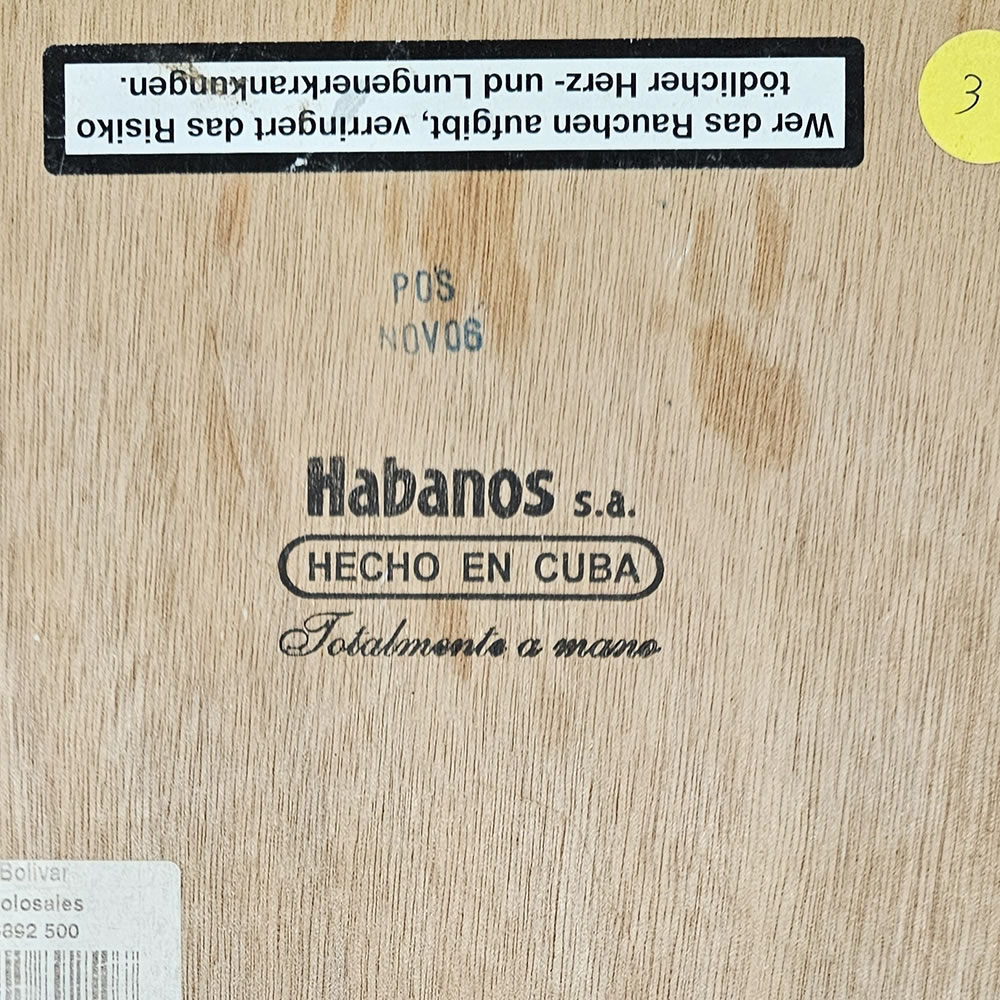 Wer das Rauchen aufgibt, verringert das Risiko
tödlicher Herz- und Lungenerkrankungen.
3
POS
NOV06
Habanos s.a.
HECHO EN CUBA
Totalmente a mano
Bolivar
olosales
892 500